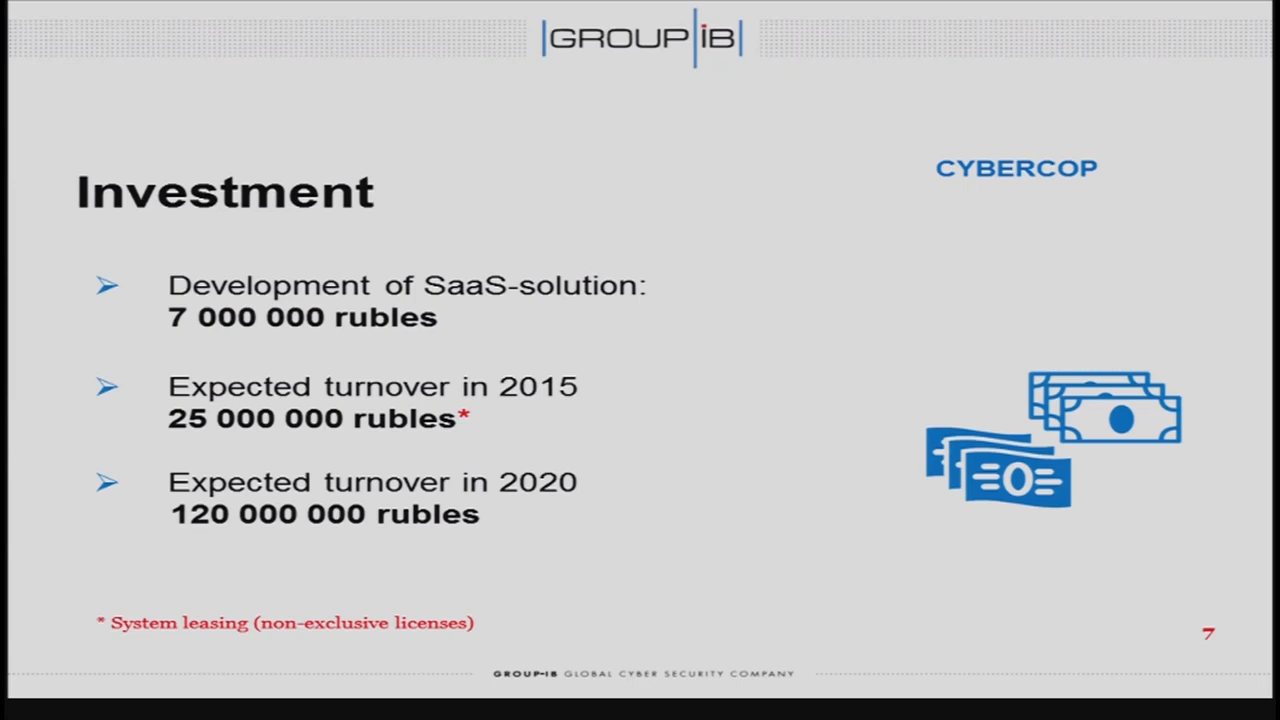 GROUP|iB
CYBERCOP
Investment
Development of SaaS-solution:
7 000 000 rubles
Expected turnover in 2015
25 000 000 rubles*
Expected turnover in 2020
120 000 000 rubles
* System leasing (non-exclusive licenses)
7
GROUP-IB GLOBAL CYBER SECURITY COMPANY